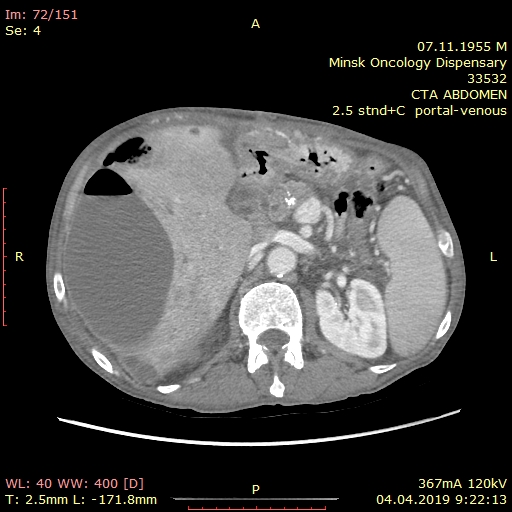 Im: 72/151
Se: 4
A
07.11.1955 M
Minsk Oncology Dispensary
33532
CTA ABDOMEN
2.5 stnd+C portal-venous
R
L
WL: 40 WW: 400 [D]
T: 2.5mm L: -171.8mm
P
367mA 120kV
04.04.2019 9:22:13